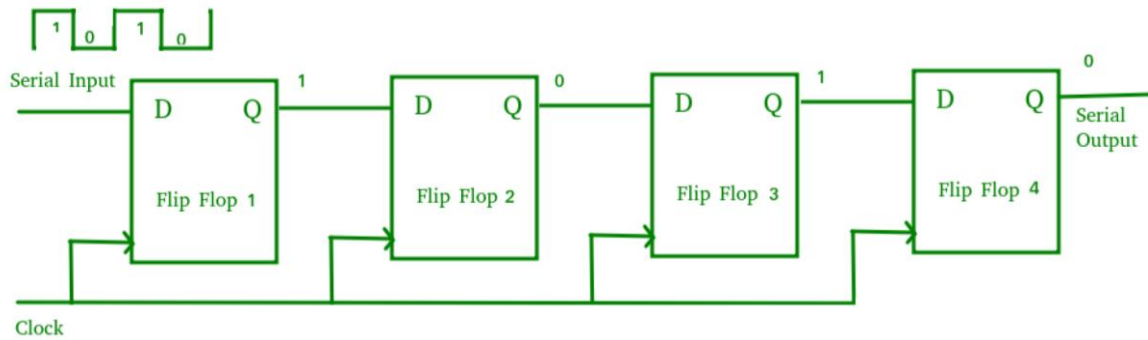 1 0 1 0
Serial Input
1
0
1
0
D Q
D Q
D Q
D Q
Serial
Output
Flip Flop 1
Flip Flop 2
Flip Flop 3
Flip Flop 4
Clock